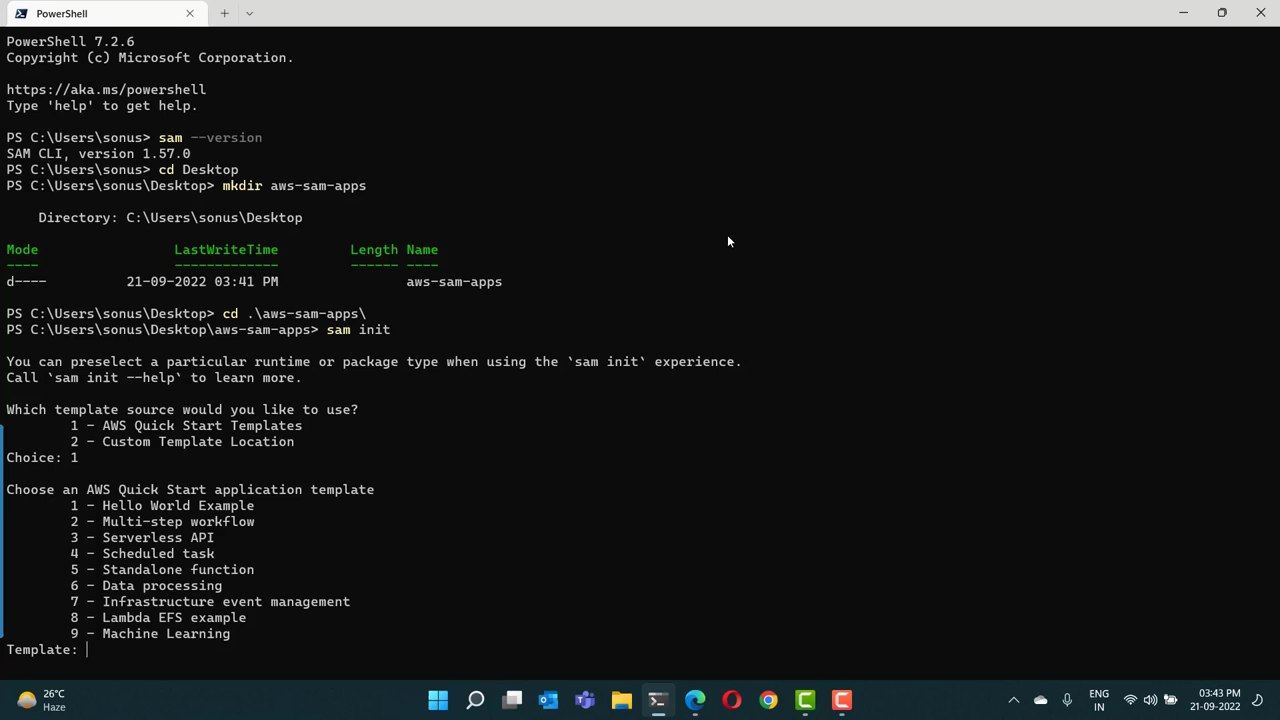 PowerShell
PowerShell 7.2.6
Copyright (c) Microsoft Corporation.
https://aka.ms/powershell
Type 'help' to get help.
PS C:\Users\sonus> sam --version
SAM CLI, version 1.57.0
PS C:\Users\sonus> cd Desktop
PS C:\Users\sonus\Desktop> mkdir aws-sam-apps
Directory: C:\Users\sonus\Desktop
Mode LastWriteTime Length Name
---- ------------- ------ ----
d---- 21-09-2022 03:41 PM aws-sam-apps
PS C:\Users\sonus\Desktop> cd .\aws-sam-apps\
PS C:\Users\sonus\Desktop\aws-sam-apps> sam init
You can preselect a particular runtime or package type when using the `sam init` experience.
Call `sam init --help` to learn more.
Which template source would you like to use?
1 - AWS Quick Start Templates
2 - Custom Template Location
Choice: 1
Choose an AWS Quick Start application template
1 - Hello World Example
2 - Multi-step workflow
3 - Serverless API
4 - Scheduled task
5 - Standalone function
6 - Data processing
7 - Infrastructure event management
8 - Lambda EFS example
9 - Machine Learning
Template:
26°C
Haze
ENG
IN
03:43 PM
21-09-2022